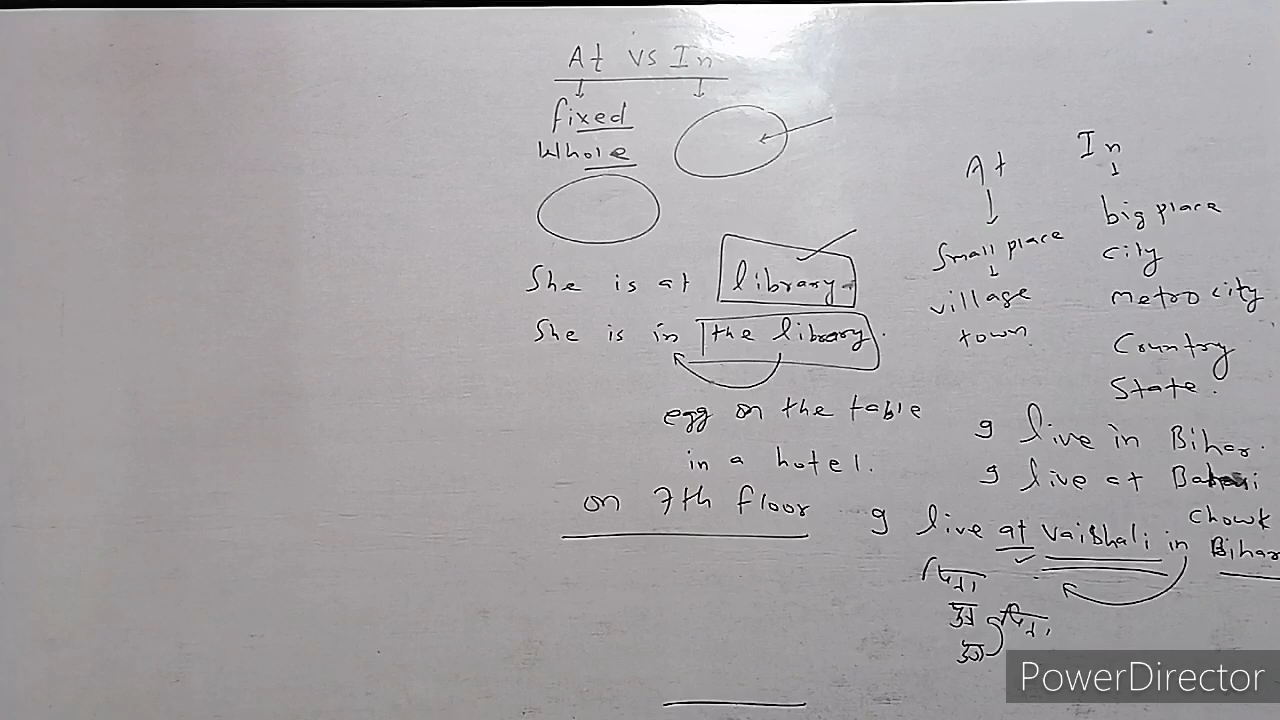 At vs In
fixed
Whole
She is at library
She is in the library.
egg on the table
in a hotel.
on 7th floor
At
Small place
village
town
In
big place
city
Metro city
Country
State.
I live in Bihar.
I live at
Chowk
I live at Vaibhali in Bihar
PowerDirector